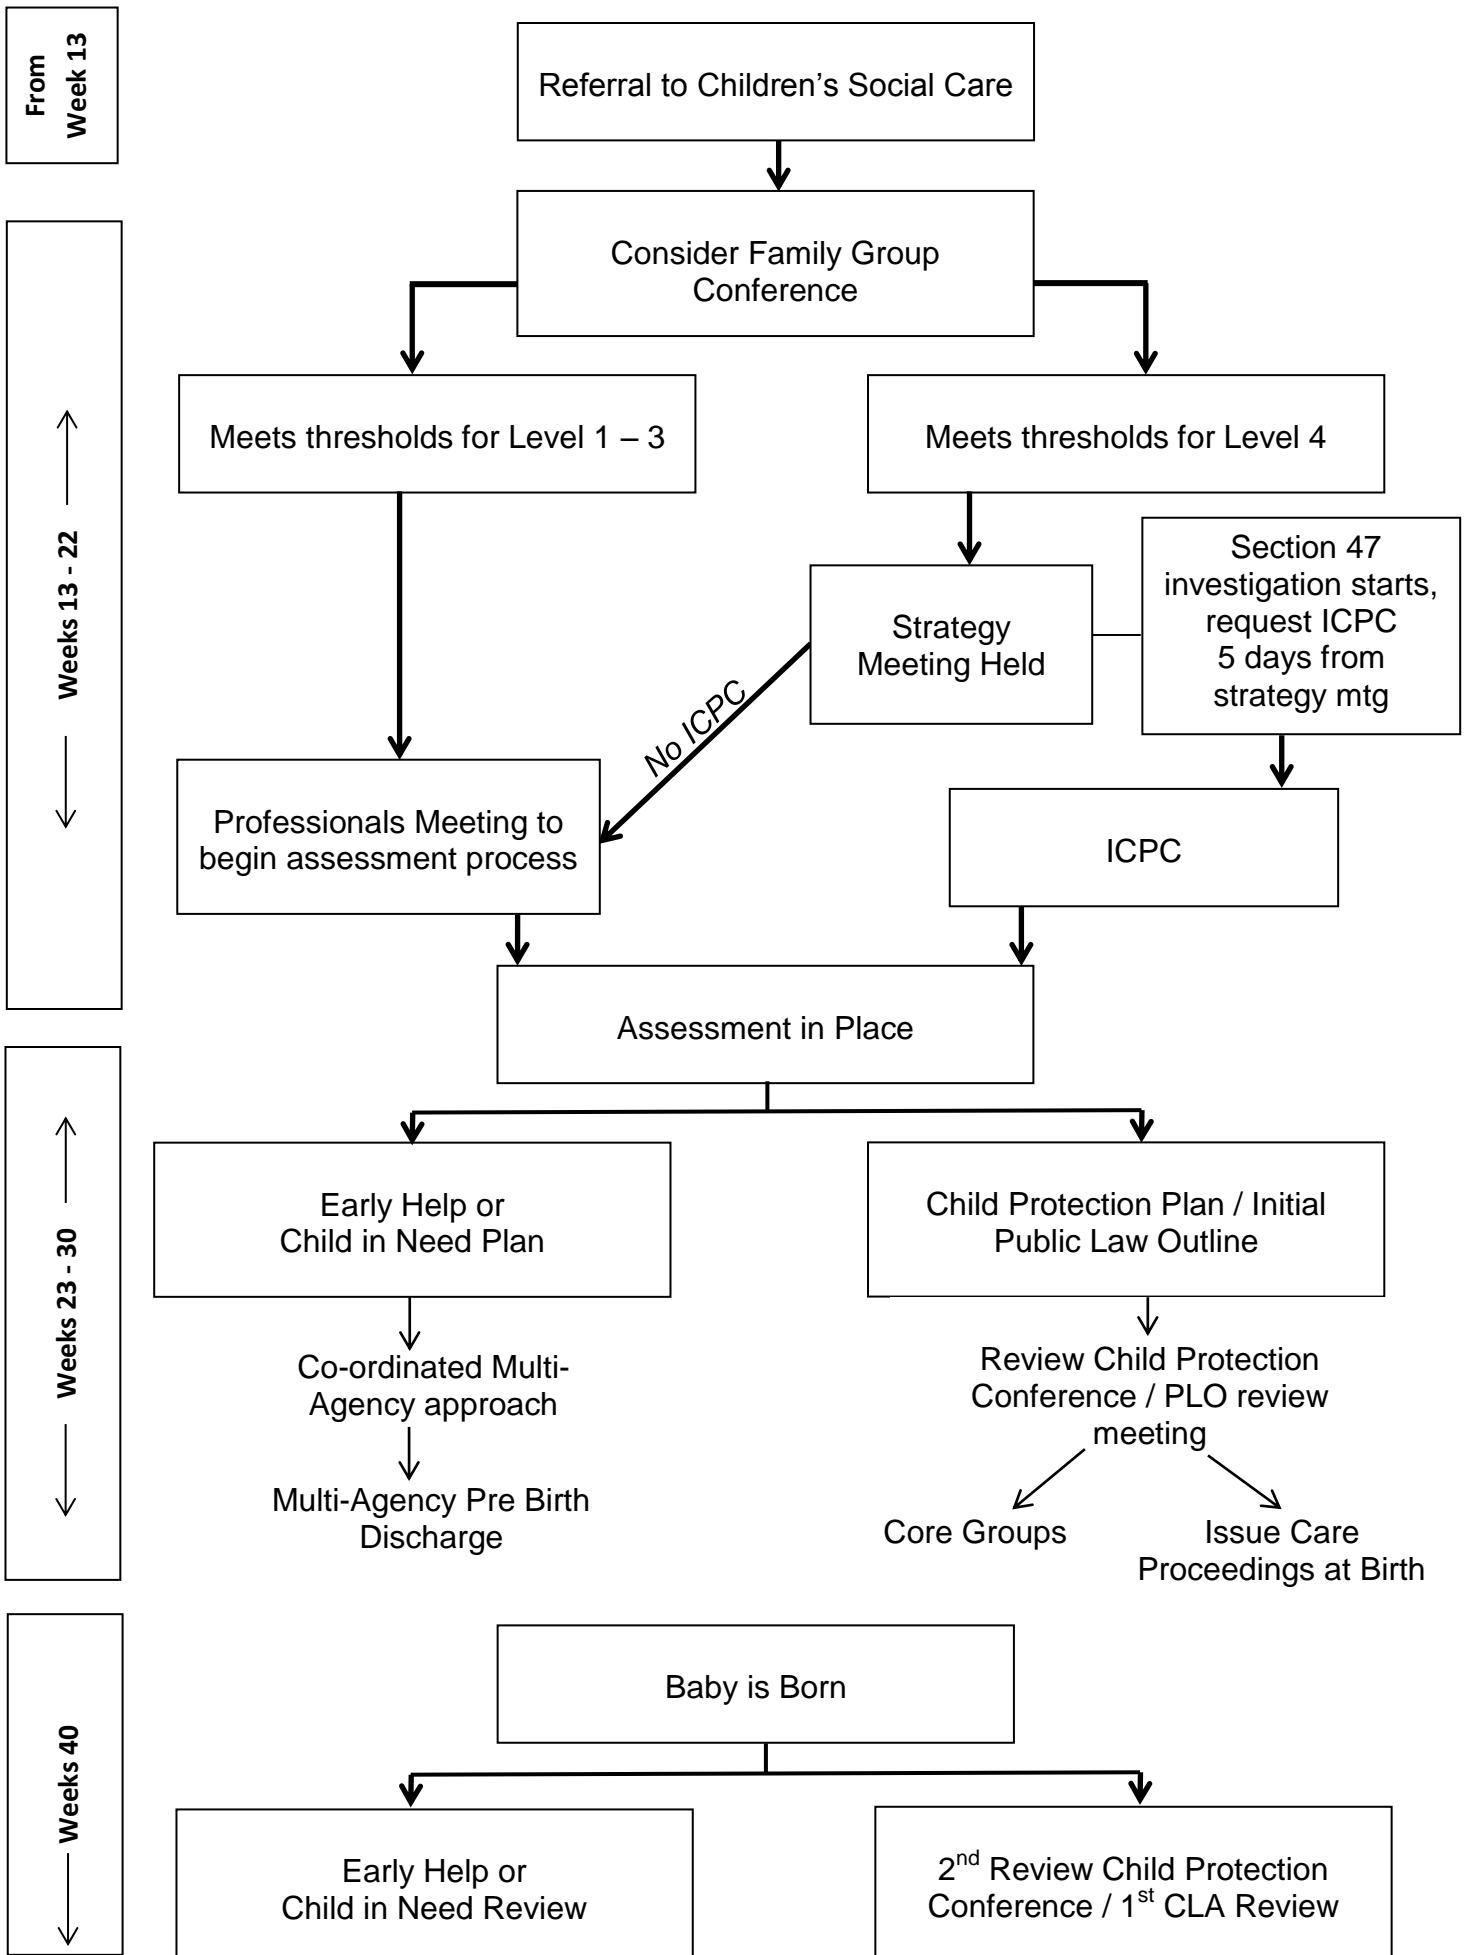 From
Week 13
Referral to Children's Social Care
Consider Family Group
Conference
Weeks 13 - 22
Meets thresholds for Level 1 – 3
Meets thresholds for Level 4
Strategy
Meeting Held
Section 47
investigation starts,
request ICPC
5 days from
strategy mtg
No ICPC
Professionals Meeting to
begin assessment process
ICPC
Assessment in Place
Weeks 23 - 30
Early Help or
Child in Need Plan
Child Protection Plan / Initial
Public Law Outline
Co-ordinated Multi-
Agency approach
Review Child Protection
Conference / PLO review
meeting
Multi-Agency Pre Birth
Discharge
Core Groups
Issue Care
Proceedings at Birth
Weeks 40
Baby is Born
Early Help or
Child in Need Review
2nd Review Child Protection
Conference / 1st CLA Review